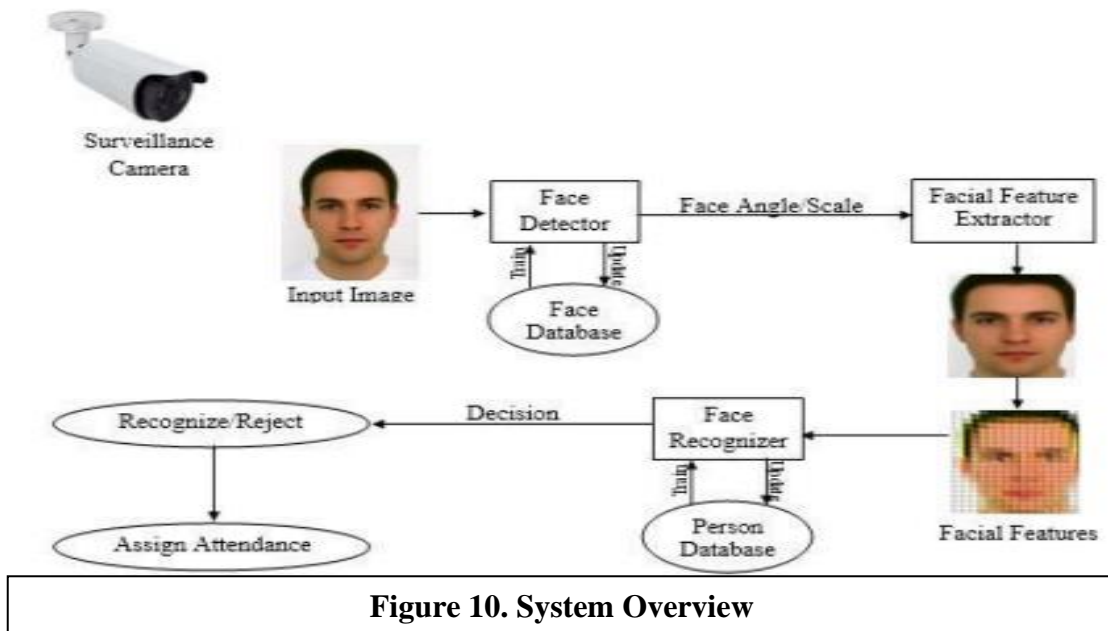 Surveillance
Camera
Input Image
Face
Detector
Face Angle/Scale
Facial Feature
Extractor
Train
Update
Face
Database
Recognize/Reject
Decision
Face
Recognizer
Train
Update
Person
Database
Facial Features
Assign Attendance
Figure 10. System Overview